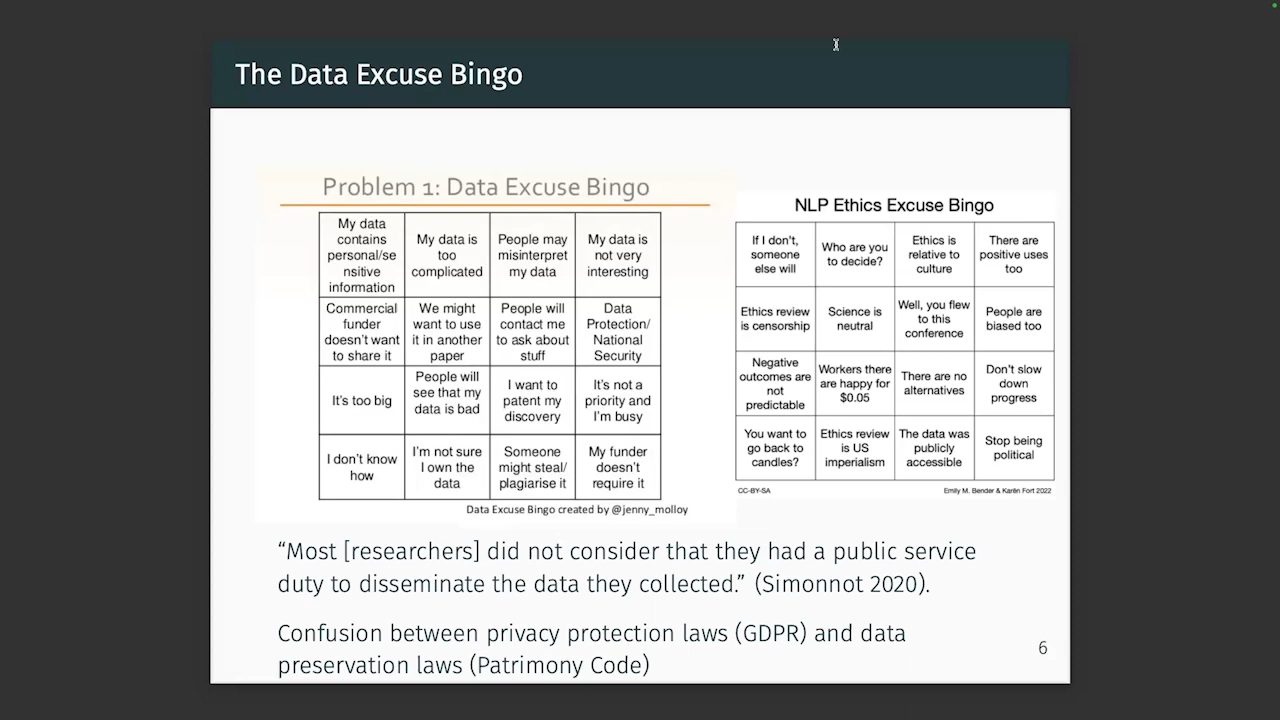 The Data Excuse Bingo
Problem 1: Data Excuse Bingo
My data
contains
personal/se
nsitive
information
My data is
too
complicated
People may
misinterpret
my data
My data is
not very
interesting
Commercial
funder
doesn't want
to share it
We might
want to use
it in another
paper
People will
contact me
to ask about
stuff
Data
Protection/
National
Security
It's too big
People will
see that my
data is bad
I want to
patent my
discovery
It's not a
priority and
I'm busy
I don't know
how
I'm not sure
I own the
data
Someone
might steal/
plagiarise it
My funder
doesn't
require it
Data Excuse Bingo created by @jenny_molloy
NLP Ethics Excuse Bingo
If I don't,
someone
else will
Who are you
to decide?
Ethics is
relative to
culture
There are
positive uses
too
Ethics review
is censorship
Science is
neutral
Well, you flew
to this
conference
People are
biased too
Negative
outcomes are
not
predictable
Workers there
are happy for
$0.05
There are no
alternatives
Don't slow
down
progress
You want to
go back to
candles?
Ethics review
is US
imperialism
The data was
publicly
accessible
Stop being
political
CC-BY-SA
Emily M. Bender & Karën Fort 2022
“Most [researchers] did not consider that they had a public service
duty to disseminate the data they collected.” (Simonnot 2020).
Confusion between privacy protection laws (GDPR) and data
preservation laws (Patrimony Code)
6